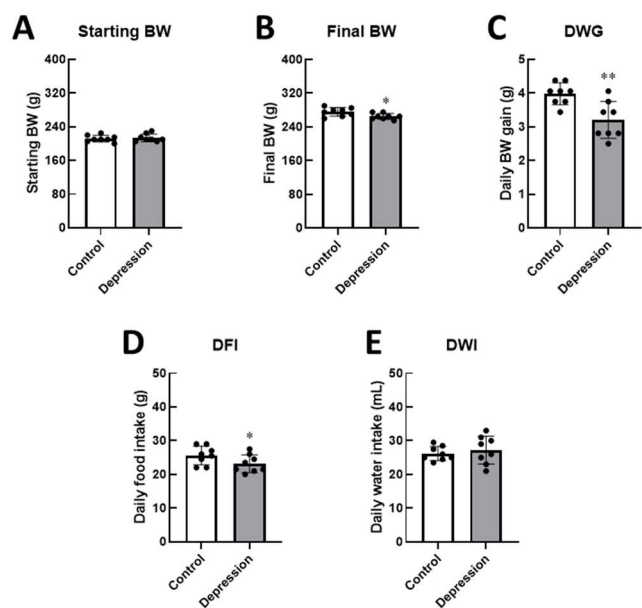 A
Starting BW
Starting BW (g)
400
320
240
160
80
0
Control
Depression
B
Final BW
Final BW (g)
400
320
240
160
80
0
*
Control
Depression
C
DWG
Daily BW gain (g)
5
4
3
2
1
0
**
Control
Depression
D
DFI
Daily food intake (g)
50
40
30
20
10
0
*
Control
Depression
E
DWI
Daily water intake (mL)
50
40
30
20
10
0
Control
Depression